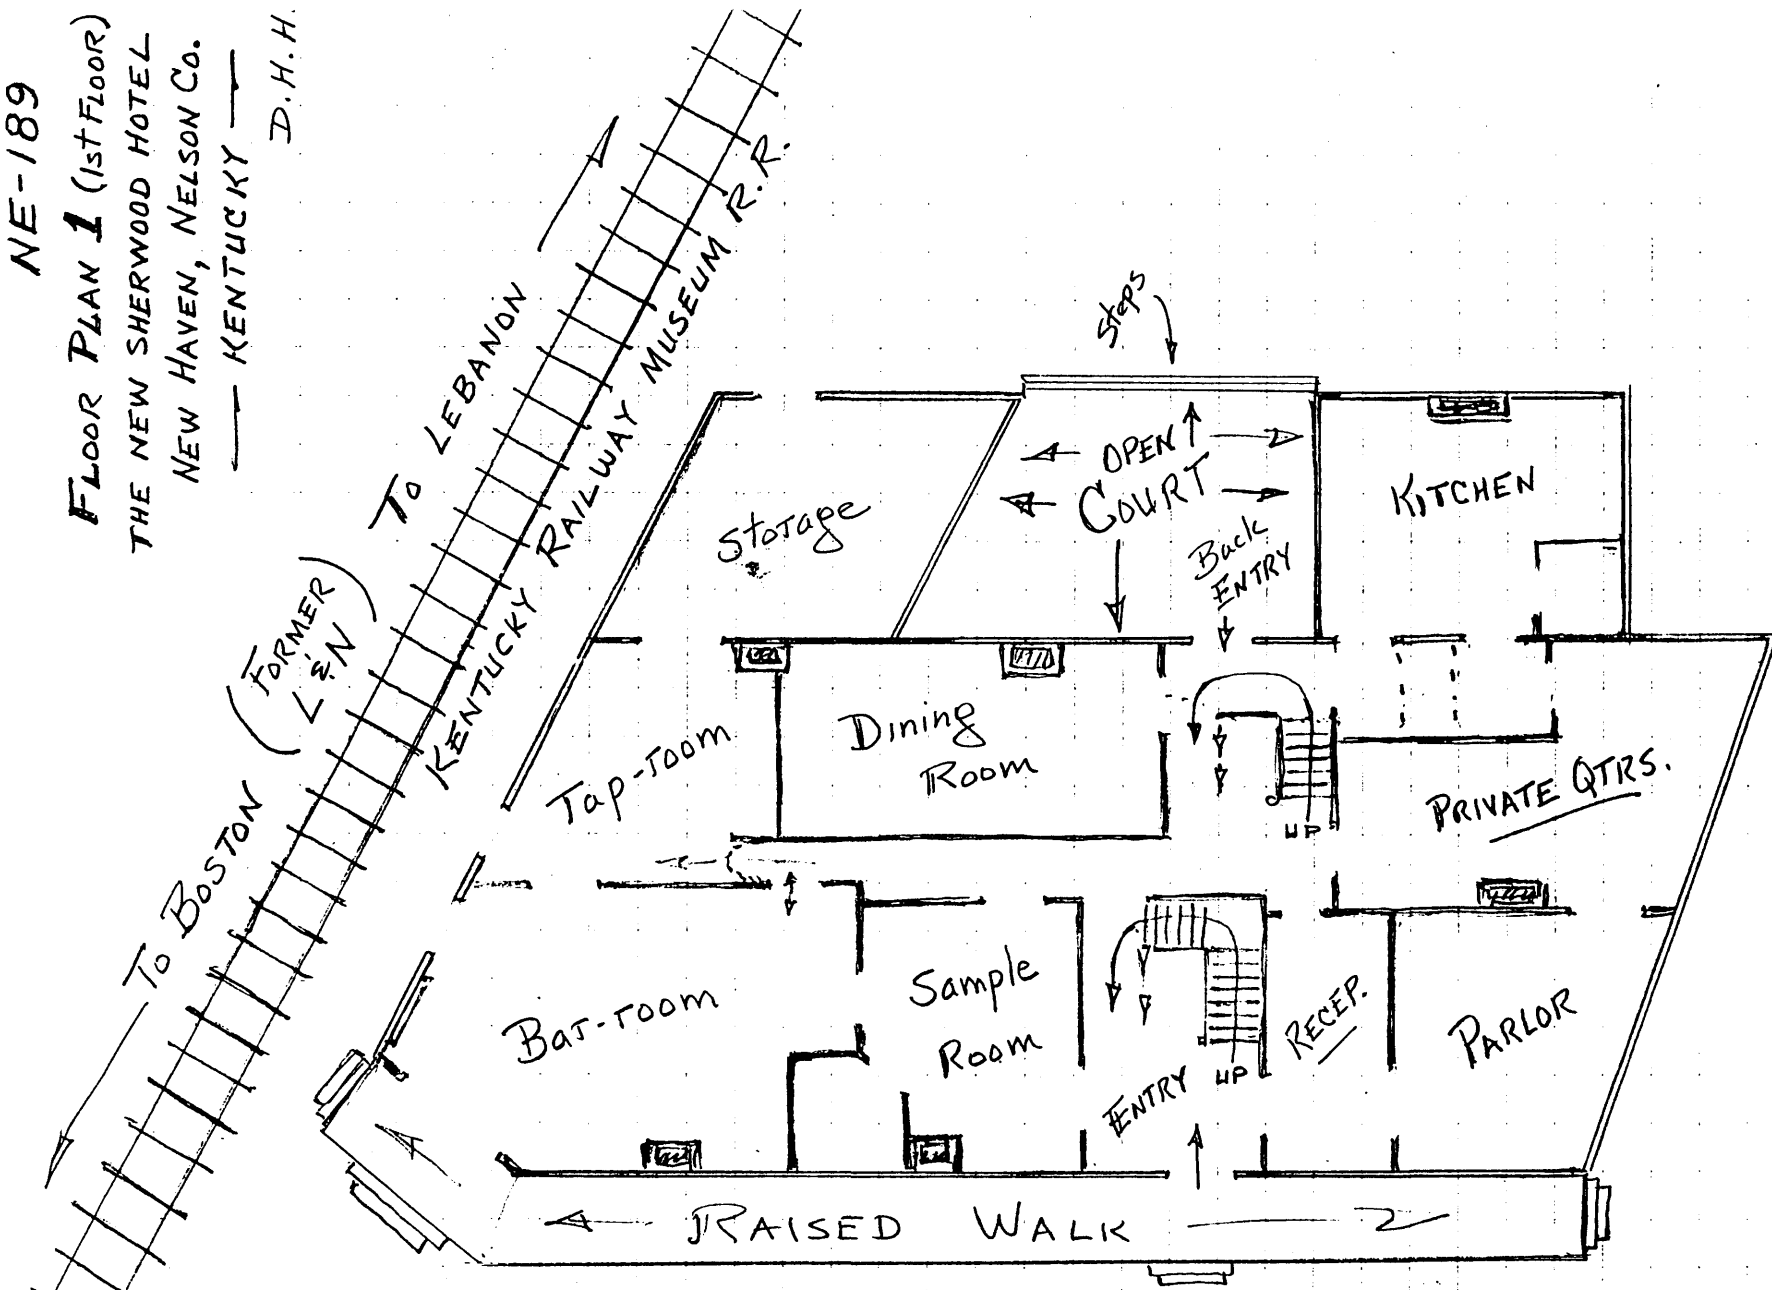 NE-189
FLOOR PLAN 1 (1st FLOOR)
THE NEW SHERWOOD HOTEL
NEW HAVEN, NELSON CO.
— KENTUCKY —
D.H.H.
TO LEBANON
KENTUCKY RAILWAY MUSEUM R.R.
(FORMER
L&N)
TO BOSTON
Steps
OPEN
COURT
KITCHEN
Storage
Back
ENTRY
Dining
Room
Tap-room
PRIVATE QTRS.
UP
Bar-room
Sample
Room
RECEP.
PARLOR
ENTRY
UP
RAISED WALK